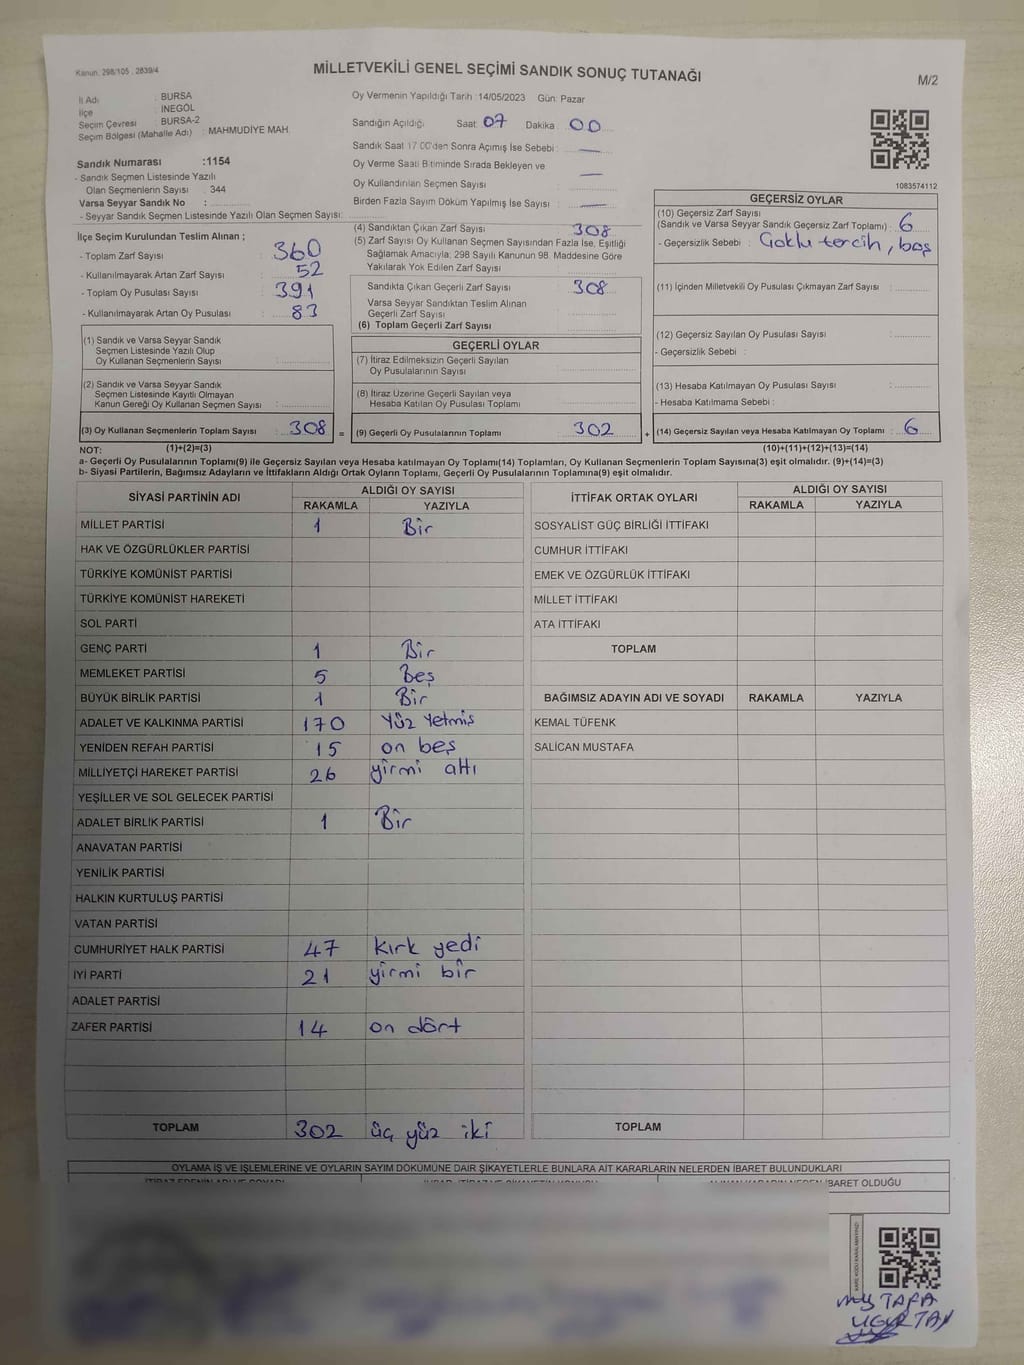 Kanun: 298/105 , 2839/4
MİLLETVEKİLİ GENEL SEÇİMİ SANDIK SONUÇ TUTANAĞI
M/2
İl Adı : BURSA
İlçe : İNEGÖL
Seçim Çevresi : BURSA-2
Seçim Bölgesi (Mahalle Adı) : MAHMUDİYE MAH.
Sandık Numarası :1154
- Sandık Seçmen Listesinde Yazılı
Olan Seçmenlerin Sayısı : 344
Varsa Seyyar Sandık No :
- Seyyar Sandık Seçmen Listesinde Yazılı Olan Seçmen Sayısı:
Oy Vermenin Yapıldığı Tarih :14/05/2023 Gün: Pazar
Sandığın Açıldığı Saat: 07 Dakika : 00
Sandık Saat 17.00'den Sonra Açımış İse Sebebi : —
Oy Verme Saati Bitiminde Sırada Bekleyen ve —
Oy Kullandırılan Seçmen Sayısı :
Birden Fazla Sayım Döküm Yapılmış İse Sayısı : —
1083574112
İlçe Seçim Kurulundan Teslim Alınan ;
- Toplam Zarf Sayısı : 360
- Kullanılmayarak Artan Zarf Sayısı : 52
- Toplam Oy Pusulası Sayısı : 391
- Kullanılmayarak Artan Oy Pusulası : 83
(4) Sandıktan Çıkan Zarf Sayısı : 308
(5) Zarf Sayısı Oy Kullanan Seçmen Sayısından Fazla İse, Eşitliği
Sağlamak Amacıyla; 298 Sayılı Kanunun 98. Maddesine Göre
Yakılarak Yok Edilen Zarf Sayısı :
Sandıkta Çıkan Geçerli Zarf Sayısı : 308
Varsa Seyyar Sandıktan Teslim Alınan
Geçerli Zarf Sayısı :
(6) Toplam Geçerli Zarf Sayısı :
GEÇERSİZ OYLAR
(10) Geçersiz Zarf Sayısı
(Sandık ve Varsa Seyyar Sandık Geçersiz Zarf Toplamı) : 6
- Geçersizlik Sebebi : Çoklu tercih, boş
(11) İçinden Milletvekili Oy Pusulası Çıkmayan Zarf Sayısı :
(12) Geçersiz Sayılan Oy Pusulası Sayısı :
- Geçersizlik Sebebi :
(13) Hesaba Katılmayan Oy Pusulası Sayısı :
- Hesaba Katılmama Sebebi :
(1) Sandık ve Varsa Seyyar Sandık
Seçmen Listesinde Yazılı Olup
Oy Kullanan Seçmenlerin Sayısı :
(2) Sandık ve Varsa Seyyar Sandık
Seçmen Listesinde Kayıtlı Olmayan
Kanun Gereği Oy Kullanan Seçmen Sayısı :
GEÇERLİ OYLAR
(7) İtiraz Edilmeksizin Geçerli Sayılan
Oy Pusulalarının Sayısı :
(8) İtiraz Üzerine Geçerli Sayılan veya
Hesaba Katılan Oy Pusulası Toplamı :
(3) Oy Kullanan Seçmenlerin Toplam Sayısı : 308 = (9) Geçerli Oy Pusulalarının Toplamı : 302 + (14) Geçersiz Sayılan veya Hesaba Katılmayan Oy Toplamı : 6
NOT: (1)+(2)=(3) (10)+(11)+(12)+(13)=(14)
a- Geçerli Oy Pusulalarının Toplamı(9) ile Geçersiz Sayılan veya Hesaba katılmayan Oy Toplamı(14) Toplamları, Oy Kullanan Seçmenlerin Toplam Sayısına(3) eşit olmalıdır. (9)+(14)=(3)
b- Siyasi Partilerin, Bağımsız Adayların ve İttifakların Aldığı Ortak Oyların Toplamı, Geçerli Oy Pusulalarının Toplamına(9) eşit olmalıdır.
SİYASİ PARTİNİN ADI ALDIĞI OY SAYISI
RAKAMLA YAZIYLA
MİLLET PARTİSİ 1 Bir
HAK VE ÖZGÜRLÜKLER PARTİSİ
TÜRKİYE KOMÜNİST PARTİSİ
TÜRKİYE KOMÜNİST HAREKETİ
SOL PARTİ
GENÇ PARTİ 1 Bir
MEMLEKET PARTİSİ 5 Beş
BÜYÜK BİRLİK PARTİSİ 1 Bir
ADALET VE KALKINMA PARTİSİ 170 Yüz Yetmiş
YENİDEN REFAH PARTİSİ 15 on beş
MİLLİYETÇİ HAREKET PARTİSİ 26 yirmi altı
YEŞİLLER VE SOL GELECEK PARTİSİ
ADALET BİRLİK PARTİSİ 1 Bir
ANAVATAN PARTİSİ
YENİLİK PARTİSİ
HALKIN KURTULUŞ PARTİSİ
VATAN PARTİSİ
CUMHURİYET HALK PARTİSİ 47 kırk yedi
İYİ PARTİ 21 yirmi bir
ADALET PARTİSİ
ZAFER PARTİSİ 14 on dört
TOPLAM 302 üç yüz iki
İTTİFAK ORTAK OYLARI ALDIĞI OY SAYISI
RAKAMLA YAZIYLA
SOSYALİST GÜÇ BİRLİĞİ İTTİFAKI
CUMHUR İTTİFAKI
EMEK VE ÖZGÜRLÜK İTTİFAKI
MİLLET İTTİFAKI
ATA İTTİFAKI
TOPLAM
BAĞIMSIZ ADAYIN ADI VE SOYADI RAKAMLA YAZIYLA
KEMAL TÜFENK
SALİCAN MUSTAFA
TOPLAM
OYLAMA İŞ VE İŞLEMLERİNE VE OYLARIN SAYIM DÖKÜMÜNE DAİR ŞİKAYETLERLE BUNLARA AİT KARARLARIN NELERDEN İBARET BULUNDUKLARI
İBARET OLDUĞU
MUSTAFA
UĞURTAY